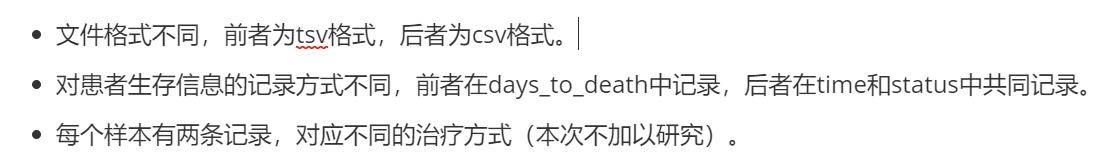 文件格式不同，前者为tsv格式，后者为csv格式。
对患者生存信息的记录方式不同，前者在days_to_death中记录，后者在time和status中共同记录。
每个样本有两条记录，对应不同的治疗方式（本次不加以研究）。